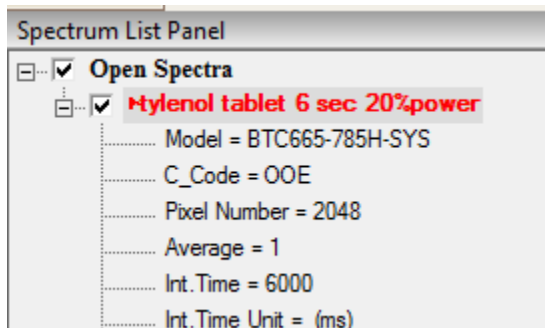 Spectrum List Panel
Open Spectra
tylenol tablet 6 sec 20%power
Model = BTC665-785H-SYS
C_Code = OOE
Pixel Number = 2048
Average = 1
Int.Time = 6000
Int.Time Unit = (ms)